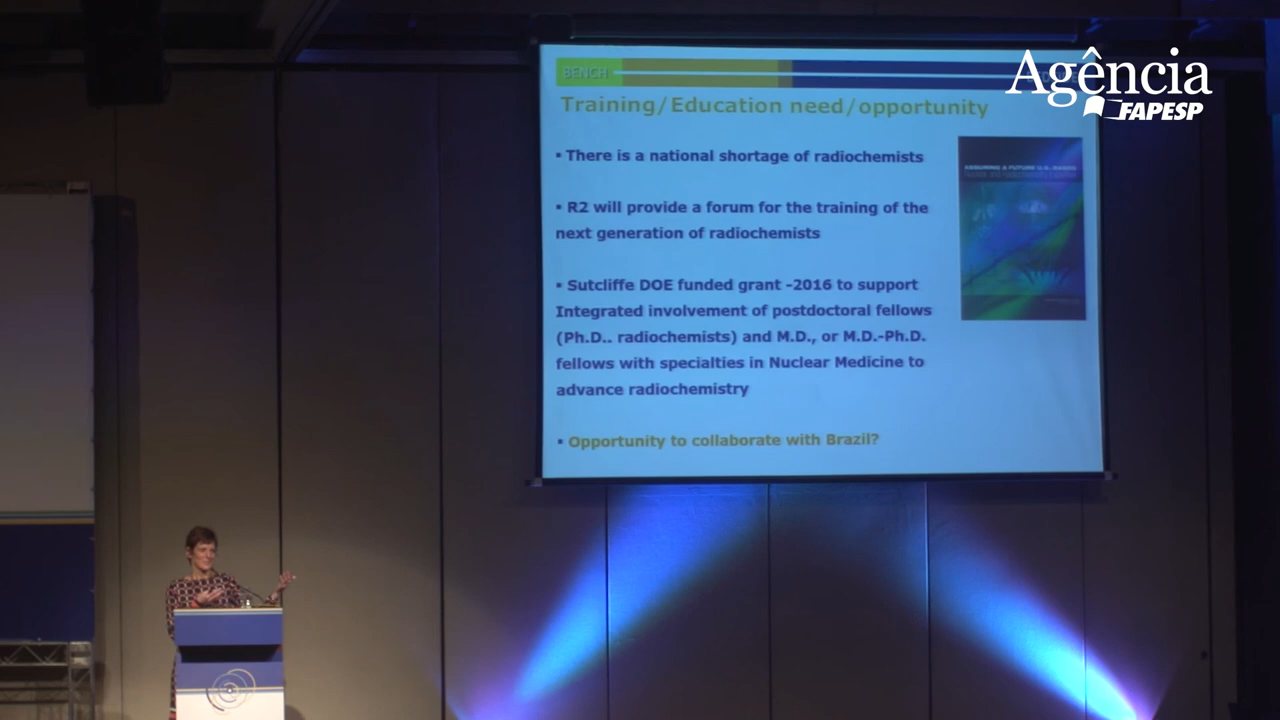 Agência
FAPESP
BENCH
Training/Education need/opportunity
▪ There is a national shortage of radiochemists
▪ R2 will provide a forum for the training of the
next generation of radiochemists
▪ Sutcliffe DOE funded grant -2016 to support
Integrated involvement of postdoctoral fellows
(Ph.D.. radiochemists) and M.D., or M.D.-Ph.D.
fellows with specialties in Nuclear Medicine to
advance radiochemistry
▪ Opportunity to collaborate with Brazil?
ASSURING A FUTURE U.S.-BASED